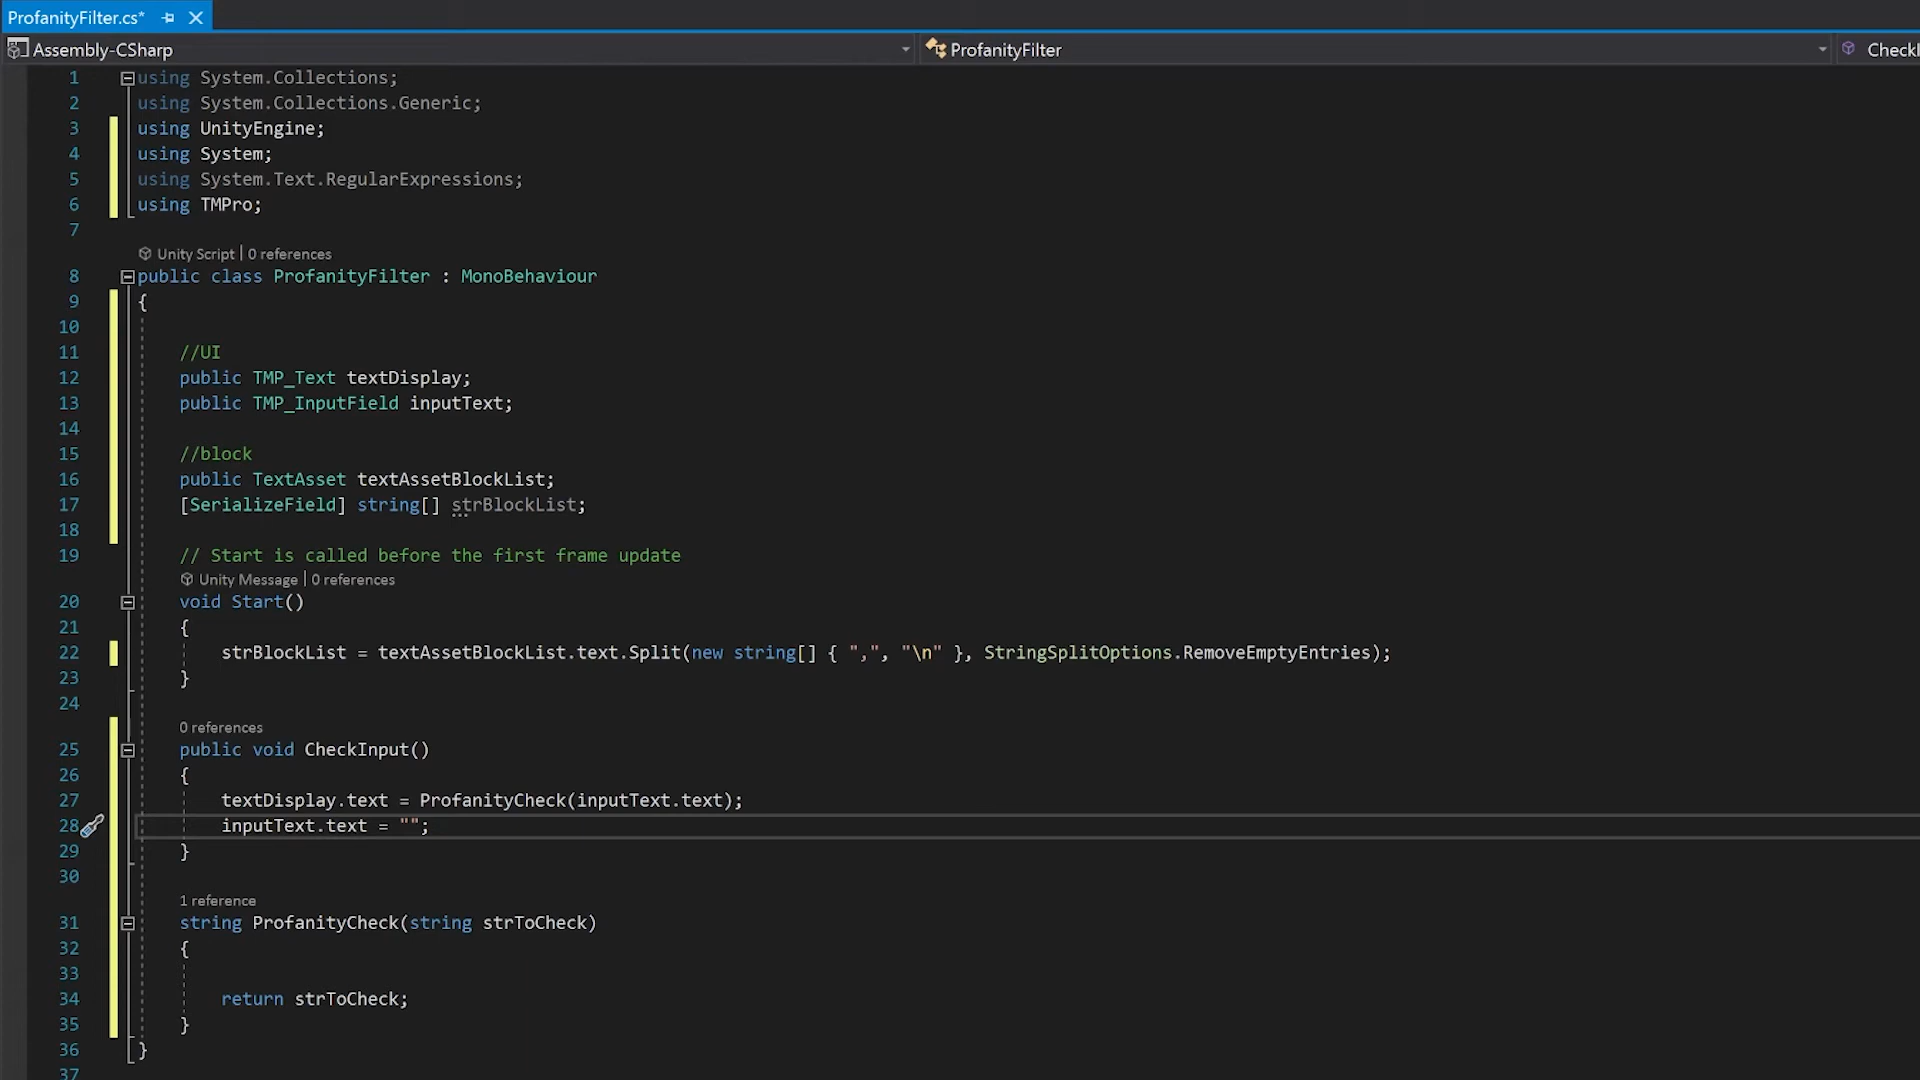 ProfanityFilter.cs*
Assembly-CSharp
ProfanityFilter
1 using System.Collections;
2 using System.Collections.Generic;
3 using UnityEngine;
4 using System;
5 using System.Text.RegularExpressions;
6 using TMPro;
7
Unity Script | 0 references
8 public class ProfanityFilter : MonoBehaviour
9 {
10
11 //UI
12 public TMP_Text textDisplay;
13 public TMP_InputField inputText;
14
15 //block
16 public TextAsset textAssetBlockList;
17 [SerializeField] string[] strBlockList;
18
19 // Start is called before the first frame update
Unity Message | 0 references
20 void Start()
21 {
22 strBlockList = textAssetBlockList.text.Split(new string[] { ",", "\n" }, StringSplitOptions.RemoveEmptyEntries);
23 }
24
0 references
25 public void CheckInput()
26 {
27 textDisplay.text = ProfanityCheck(inputText.text);
28 inputText.text = "";
29 }
30
1 reference
31 string ProfanityCheck(string strToCheck)
32 {
33
34 return strToCheck;
35 }
36 }
37